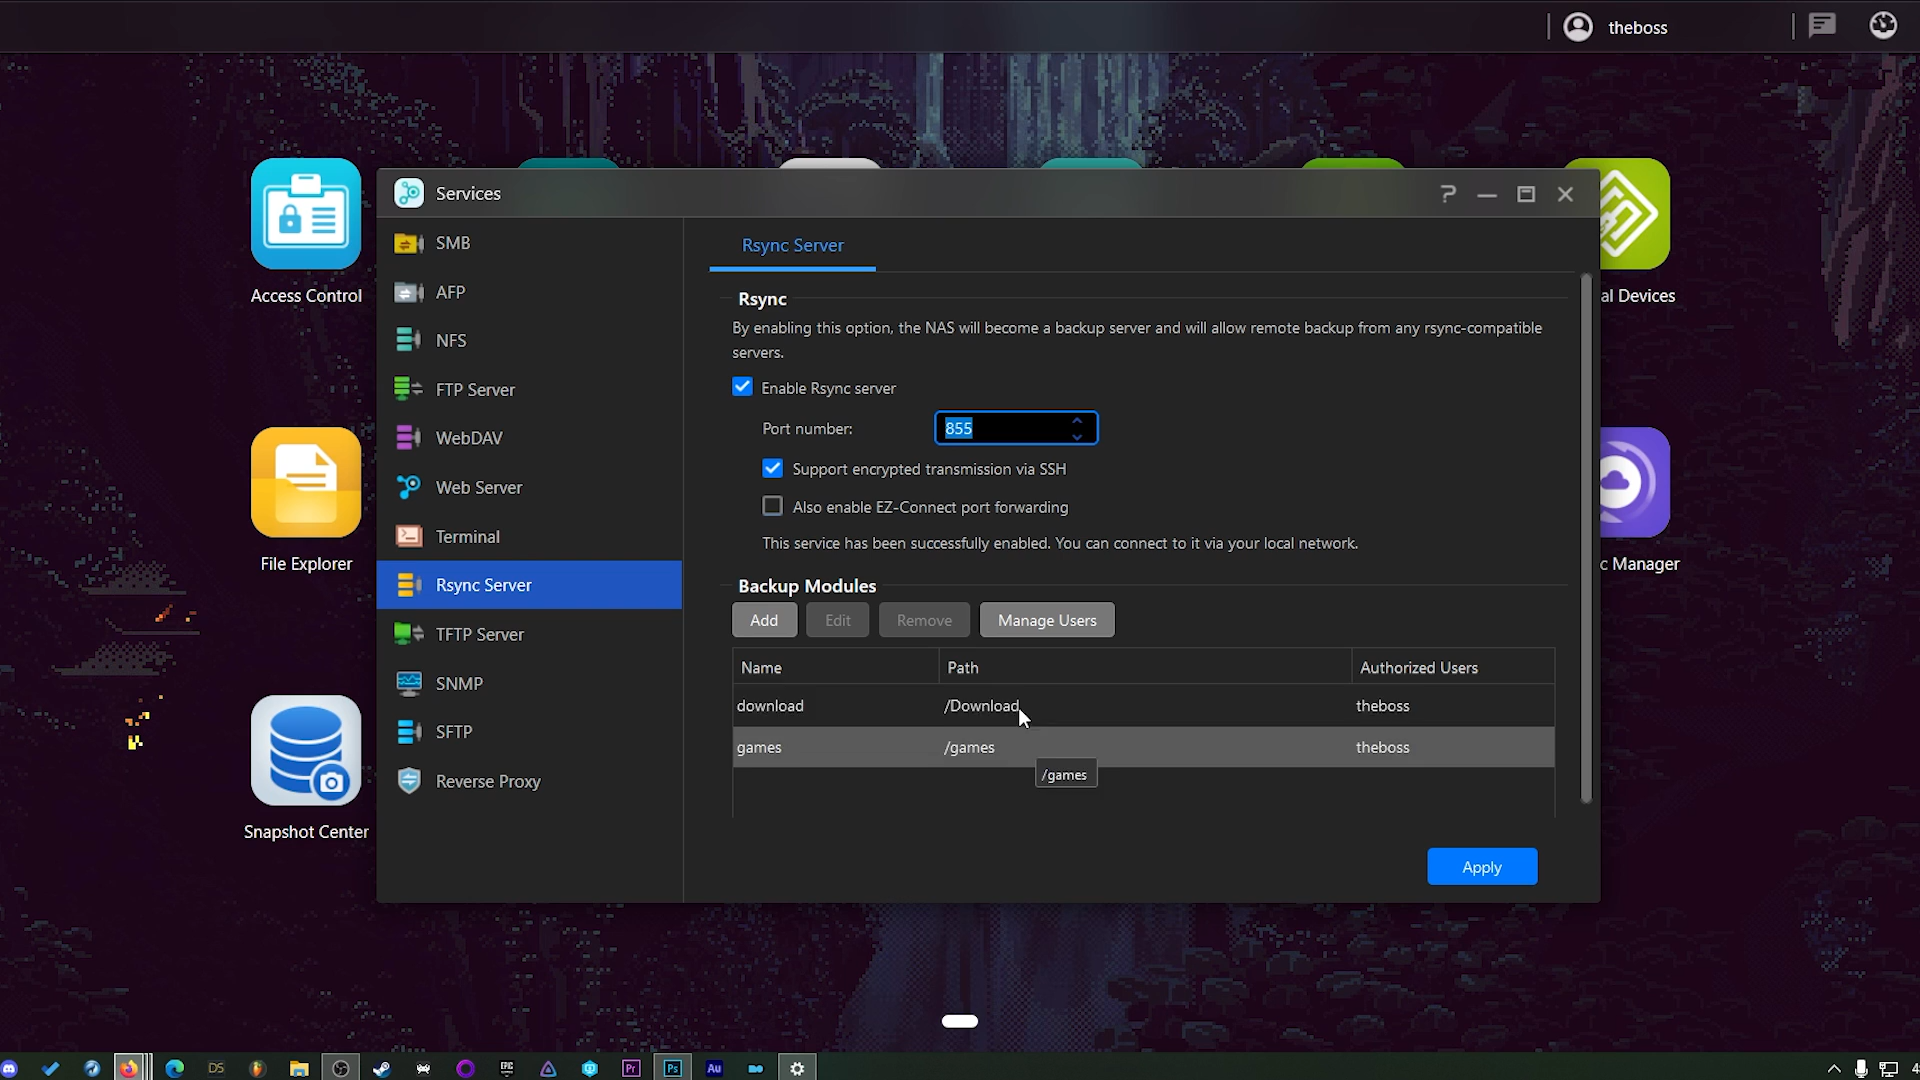 theboss
Services
Access Control
al Devices
File Explorer
c Manager
Snapshot Center
SMB
AFP
NFS
FTP Server
WebDAV
Web Server
Terminal
Rsync Server
TFTP Server
SNMP
SFTP
Reverse Proxy
Rsync Server
Rsync
By enabling this option, the NAS will become a backup server and will allow remote backup from any rsync-compatible
servers.
Enable Rsync server
Port number: 855
Support encrypted transmission via SSH
Also enable EZ-Connect port forwarding
This service has been successfully enabled. You can connect to it via your local network.
Backup Modules
Add Edit Remove Manage Users
Name Path Authorized Users
download /Download theboss
games /games theboss
/games
Apply
DS EPIC Pr Ps Au